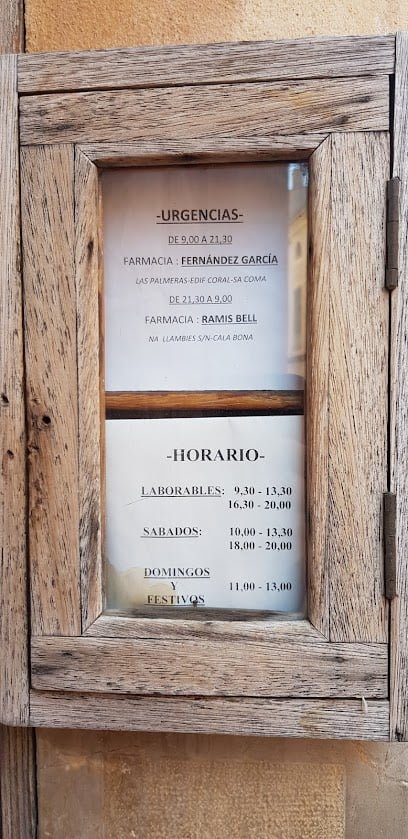 -URGENCIAS-
DE 9,00 A 21,30
FARMACIA : FERNÁNDEZ GARCÍA
LAS PALMERAS-EDIF CORAL-SA COMA
DE 21,30 A 9,00
FARMACIA : RAMIS BELL
NA LLAMBIES S/N-CALA BONA
-HORARIO-
LABORABLES: 9,30 - 13,30
16,30 - 20,00
SABADOS: 10,00 - 13,30
18,00 - 20,00
DOMINGOS
Y 11,00 - 13,00
FESTIVOS